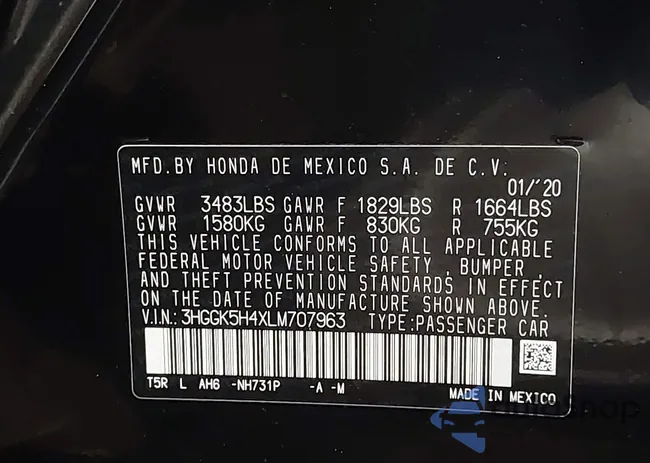 MFD. BY HONDA DE MEXICO S.A. DE C.V.
01/'20
GVWR 3483LBS GAWR F 1829LBS R 1664LBS
GVWR 1580KG GAWR F 830KG R 755KG
THIS VEHICLE CONFORMS TO ALL APPLICABLE
FEDERAL MOTOR VEHICLE SAFETY, BUMPER,
AND THEFT PREVENTION STANDARDS IN EFFECT
ON THE DATE OF MANUFACTURE SHOWN ABOVE.
V.I.N.: 3HGGK5H4XLM707963 TYPE:PASSENGER CAR
T5R L AH6 -NH731P -A -M
MADE IN MEXICO
AutoShop